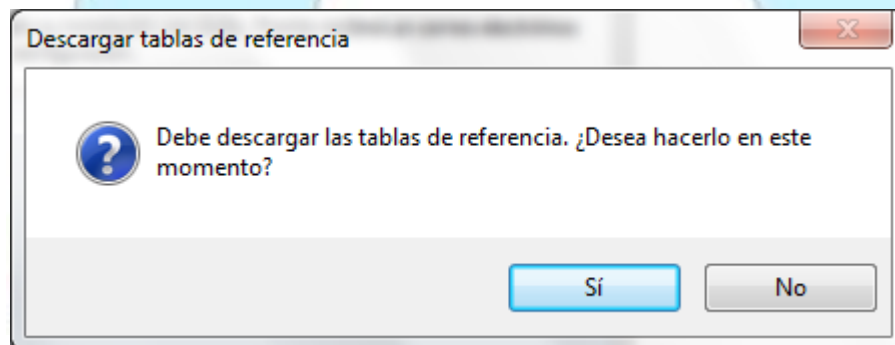 Descargar tablas de referencia
Debe descargar las tablas de referencia. ¿Desea hacerlo en este
momento?
Sí
No